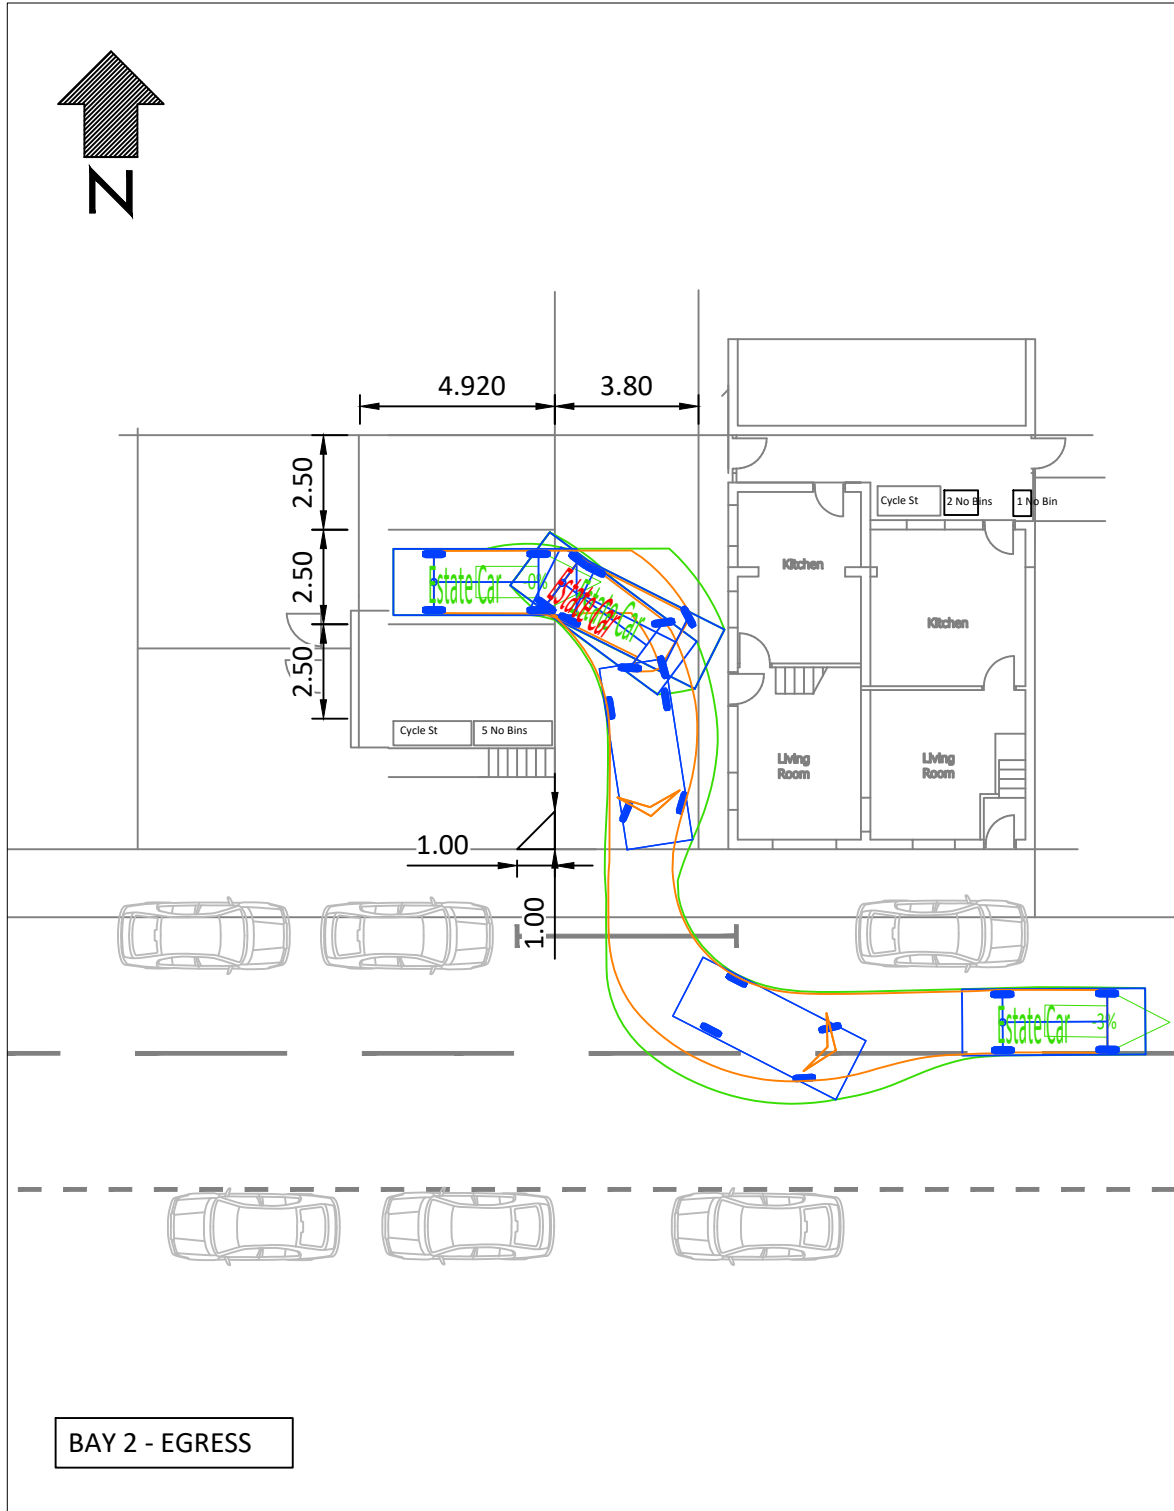 N
4.920
3.80
2.50
2.50
2.50
Cycle St
2 No Bins
1 No Bin
Kitchen
Kitchen
Estate Car
Estate Car
Estate Car
Cycle St
5 No Bins
Living
Room
Living
Room
1.00
1.00
Estate Car
BAY 2 - EGRESS